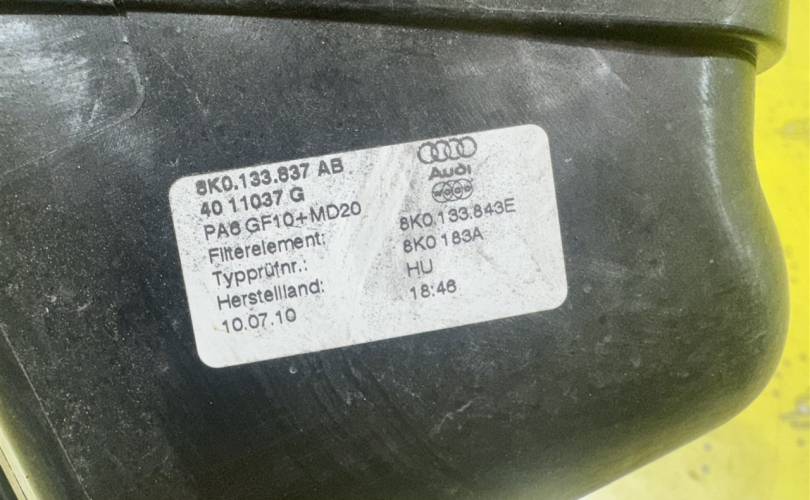 8K0.133.837 AB
40 11037 G
PA6 GF10+MD20
Audi
Filterelement: 8K0.133.843E
Typprüfnr.: 8K0 183A
Herstellland: HU
10.07.10 18:46